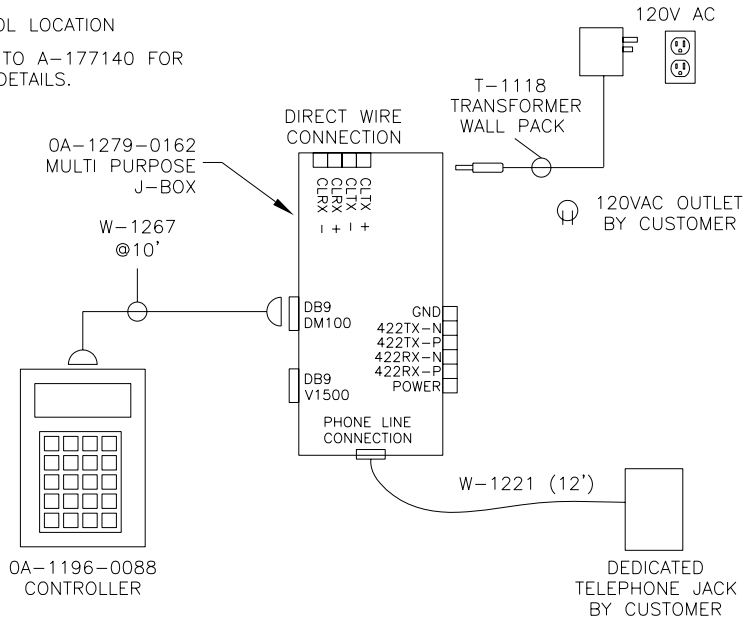 OL LOCATION
TO A-177140 FOR
DETAILS.
120V AC
T-1118
TRANSFORMER
WALL PACK
DIRECT WIRE
CONNECTION
0A-1279-0162
MULTI PURPOSE
J-BOX
CLRX -
CLRX +
CLTX -
CLTX +
120VAC OUTLET
BY CUSTOMER
W-1267
@10'
DB9
DM100
GND
422TX-N
422TX-P
422RX-N
422RX-P
POWER
DB9
V1500
PHONE LINE
CONNECTION
W-1221 (12')
0A-1196-0088
CONTROLLER
DEDICATED
TELEPHONE JACK
BY CUSTOMER